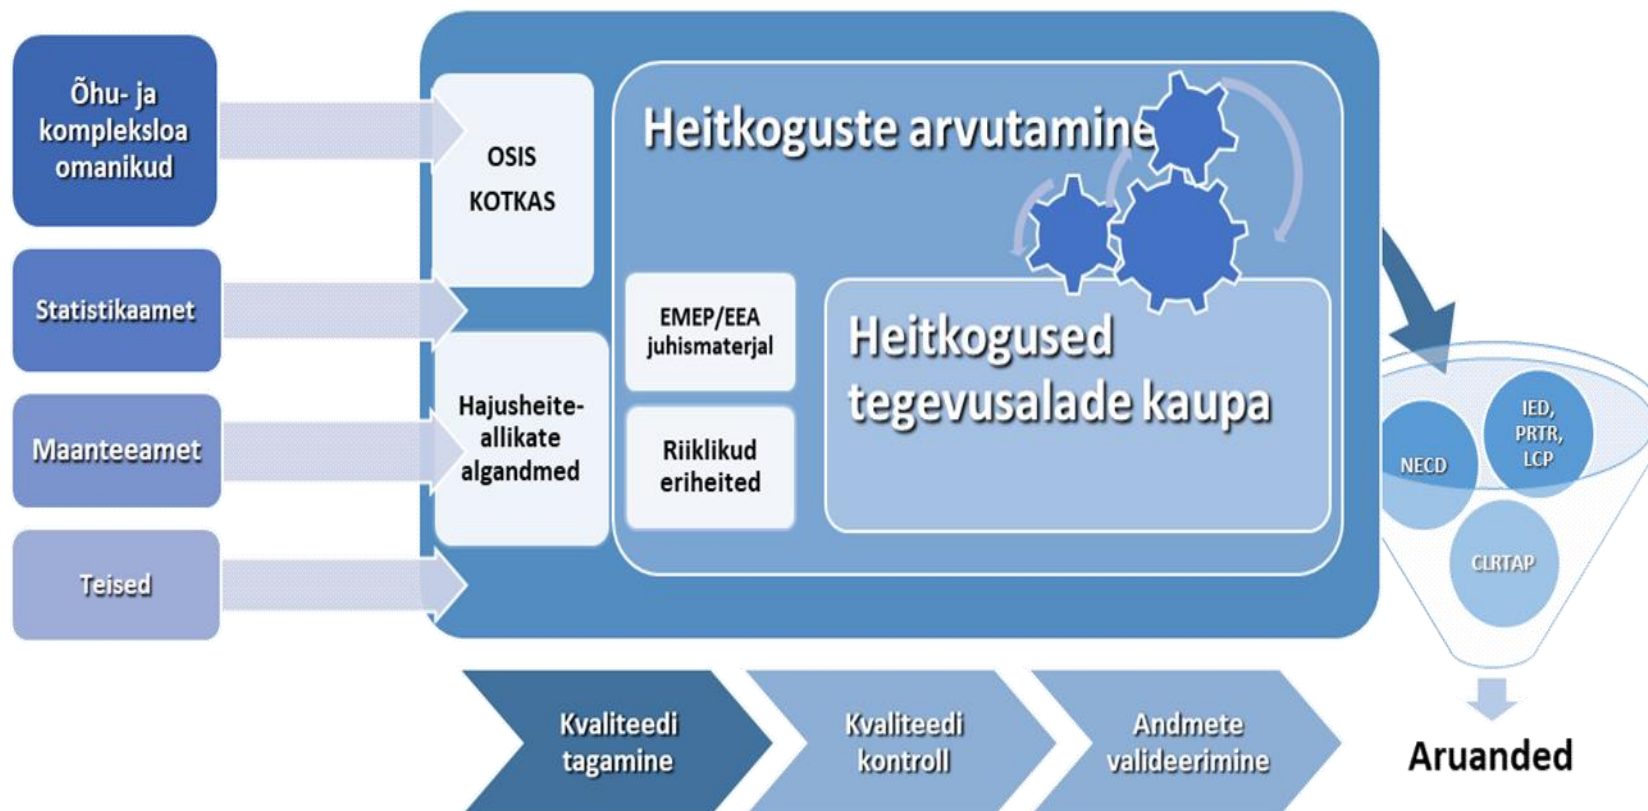 Õhu- ja
kompleksloa
omanikud
Statistikaamet
Maanteeamet
Teised
OSIS
KOTKAS
Hajusheite-
allikate
algandmed
Heitkoguste arvutamine
EMEP/EEA
juhismaterjal
Riiklikud
eriheited
Heitkogused
tegevusalade kaupa
NECD
IED,
PRTR,
LCP
CLRTAP
Kvaliteedi
tagamine
Kvaliteedi
kontroll
Andmete
valideerimine
Aruanded